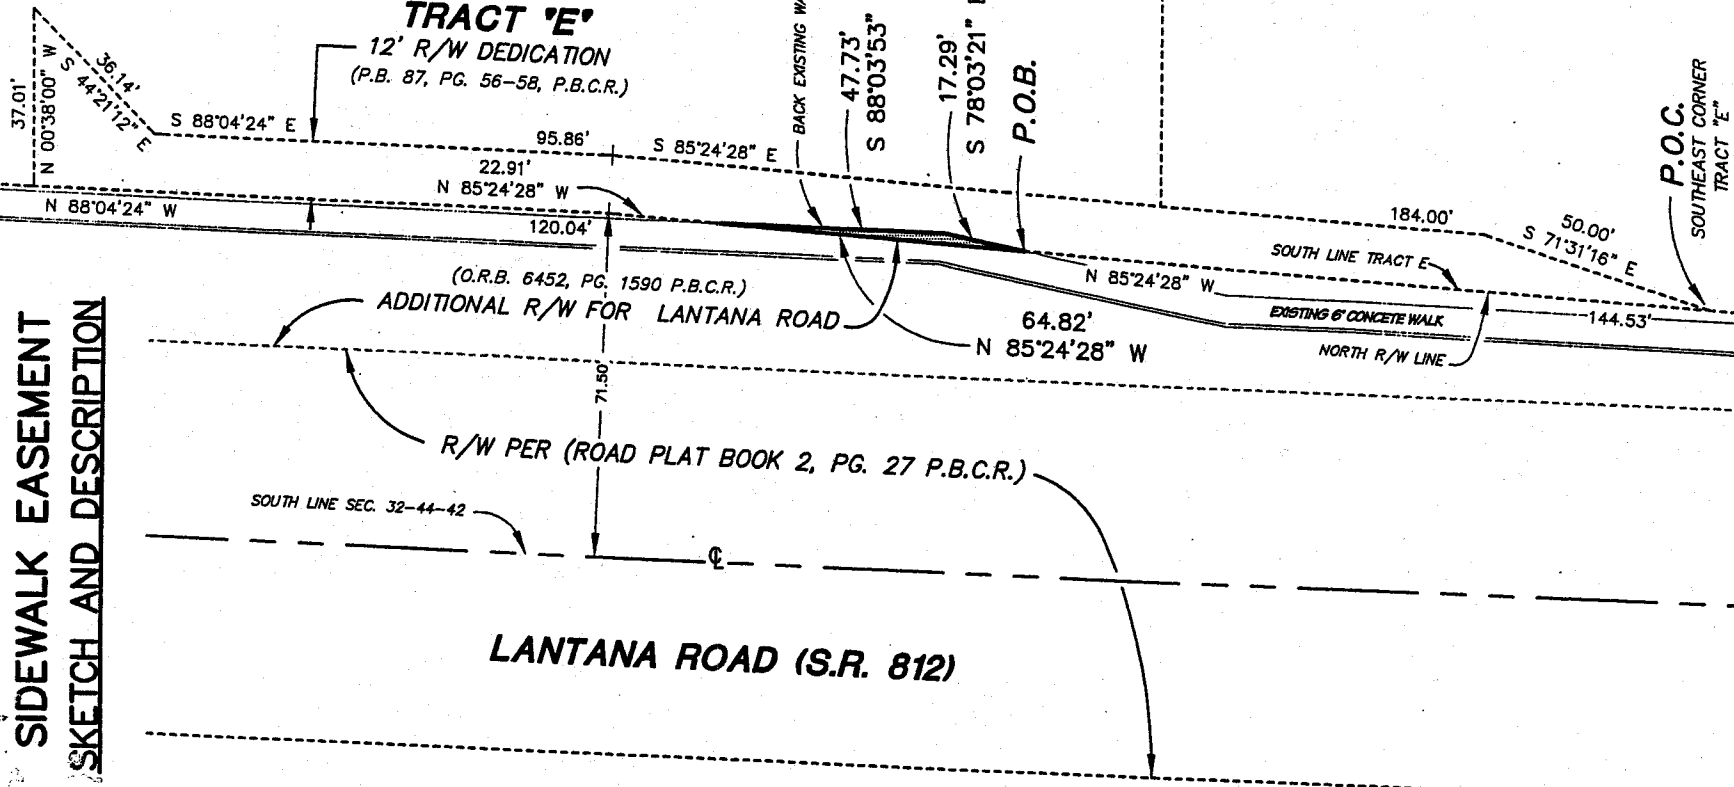 TRACT "E"
12' R/W DEDICATION
(P.B. 87, PG. 56-58, P.B.C.R.)
37.01'
N 00°38'00" W
36.14'
S 44°21'12" E
S 88°04'24" E
95.86'
S 85°24'28" E
22.91'
N 85°24'28" W
N 88°04'24" W
120.04'
BACK EXISTING
47.73'
S 88°03'53"
17.29'
S 78°03'21"
P.O.B.
184.00'
50.00'
S 71°31'16" E
P.O.C.
SOUTHEAST CORNER
TRACT "E"
SOUTH LINE TRACT E
N 85°24'28" W
EXISTING 6' CONCETE WALK
144.53'
NORTH R/W LINE
(O.R.B. 6452, PG. 1590 P.B.C.R.)
ADDITIONAL R/W FOR LANTANA ROAD
64.82'
N 85°24'28" W
71.50'
R/W PER (ROAD PLAT BOOK 2, PG. 27 P.B.C.R.)
SOUTH LINE SEC. 32-44-42
℄
LANTANA ROAD (S.R. 812)
SIDEWALK EASEMENT
SKETCH AND DESCRIPTION